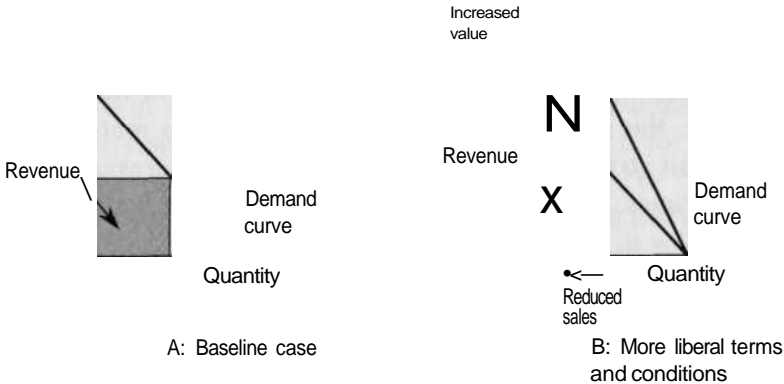 Increased
value
Revenue
Demand
curve
Quantity
A: Baseline case
N
Revenue
X
Demand
curve
Quantity
Reduced
sales
B: More liberal terms
and conditions